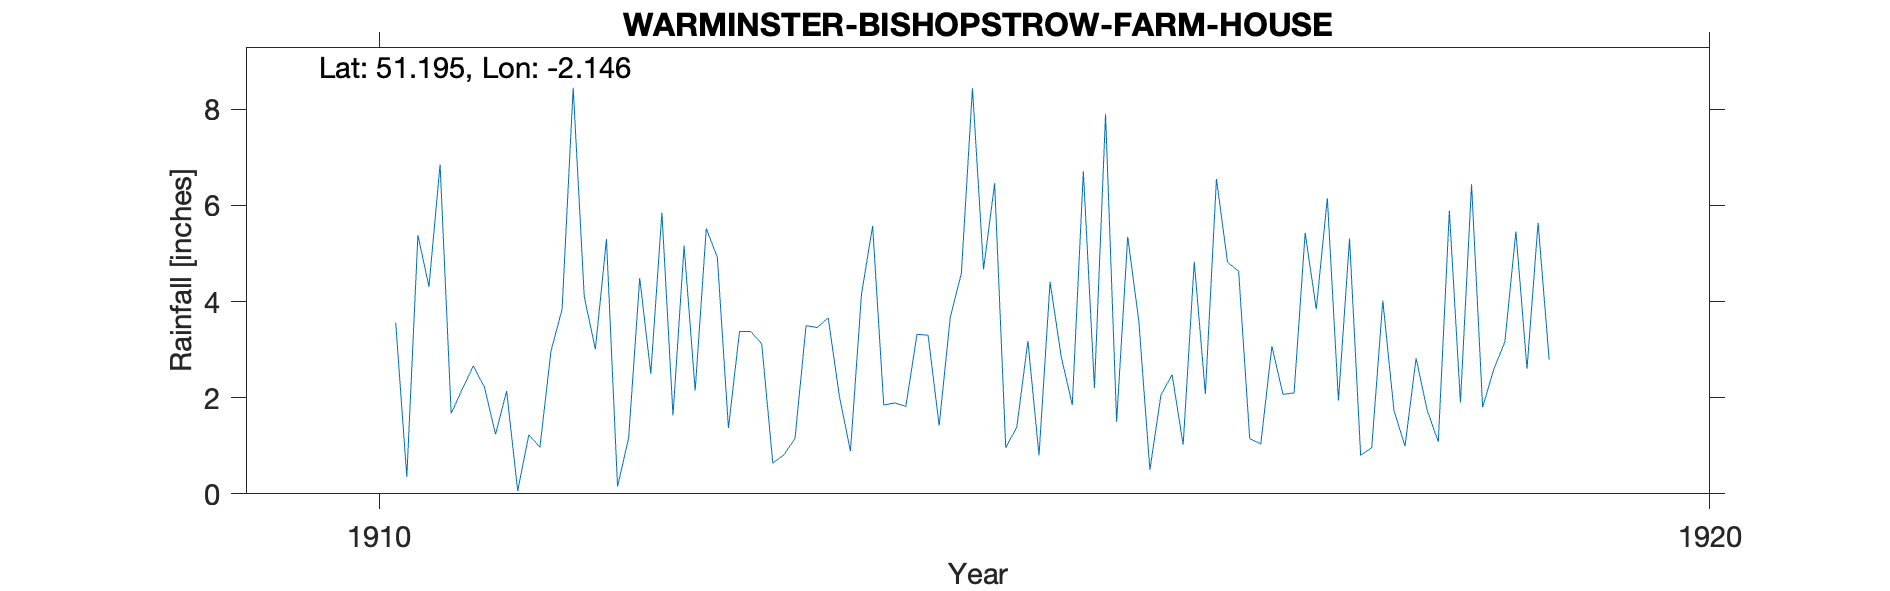 WARMINSTER-BISHOPSTROW-FARM-HOUSE
Lat: 51.195, Lon: -2.146
8
6
4
2
0
Rainfall [inches]
1910
1920
Year